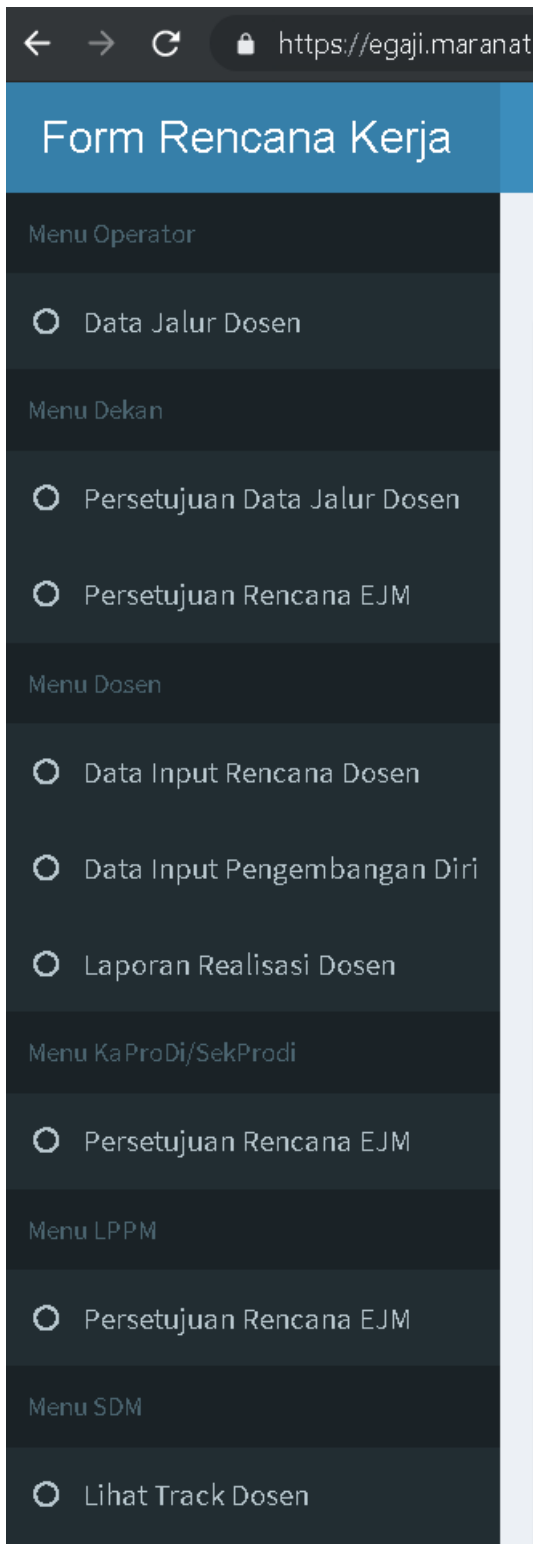 https://egaji.maranat
Form Rencana Kerja
Menu Operator
Data Jalur Dosen
Menu Dekan
Persetujuan Data Jalur Dosen
Persetujuan Rencana EJM
Menu Dosen
Data Input Rencana Dosen
Data Input Pengembangan Diri
Laporan Realisasi Dosen
Menu KaProDi/SekProdi
Persetujuan Rencana EJM
Menu LPPM
Persetujuan Rencana EJM
Menu SDM
Lihat Track Dosen